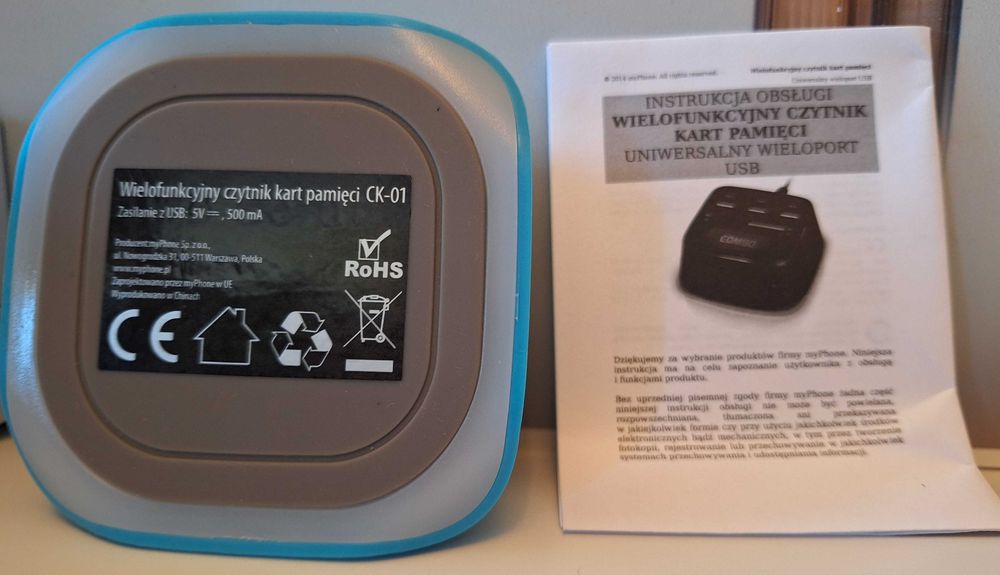 Wielofunkcyjny czytnik kart pamięci CK-01
Zasilanie z USB: 5V ⎓, 500 mA
Producent: myPhone Sp. z o.o.,
ul. Nowogrodzka 31, 00-511 Warszawa, Polska
www.myphone.pl
Zaprojektowano przez myPhone w UE
Wyprodukowano w Chinach
RoHS
CE
© 2014 myPhone. All rights reserved.
Wielofunkcyjny czytnik kart pamięci
Uniwersalny wieloport USB
INSTRUKCJA OBSŁUGI
WIELOFUNKCYJNY CZYTNIK
KART PAMIĘCI
UNIWERSALNY WIELOPORT
USB
COMBO
Dziękujemy za wybranie produktów firmy myPhone. Niniejsza
instrukcja ma na celu zapoznanie użytkownika z obsługą
i funkcjami produktu.
Bez uprzedniej pisemnej zgody firmy myPhone żadna część
niniejszej instrukcji obsługi nie może być powielana,
rozpowszechniana, tłumaczona ani przekazywana
w jakiejkolwiek formie czy przy użyciu jakichkolwiek środków
elektronicznych bądź mechanicznych, w tym przez tworzenie
fotokopii, rejestrowanie lub przechowywanie w jakichkolwiek
systemach przechowywania i udostępniania informacji.